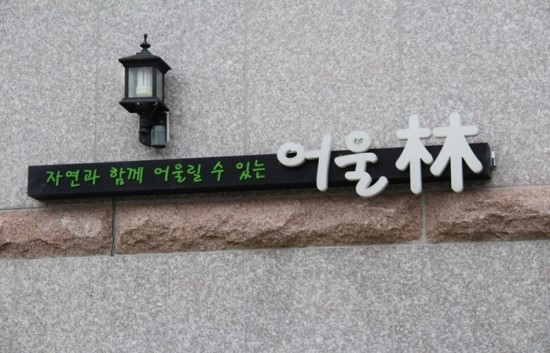 자연과 함께 어울릴 수 있는 어울林